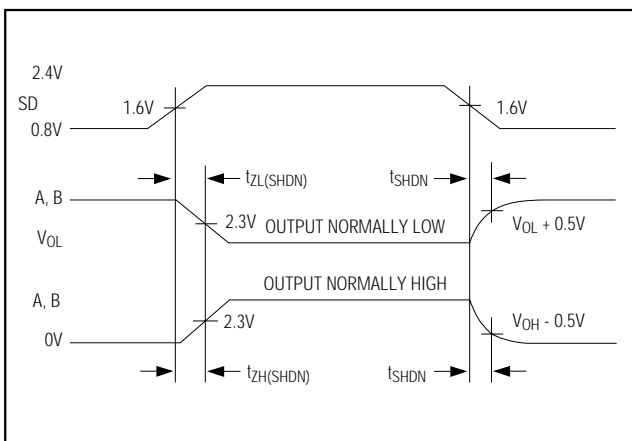 2.4V
SD
1.6V
1.6V
0.8V
tZL(SHDN)
tSHDN
A, B
2.3V
OUTPUT NORMALLY LOW
VOL + 0.5V
VOL
OUTPUT NORMALLY HIGH
A, B
2.3V
VOH - 0.5V
0V
tZH(SHDN)
tSHDN